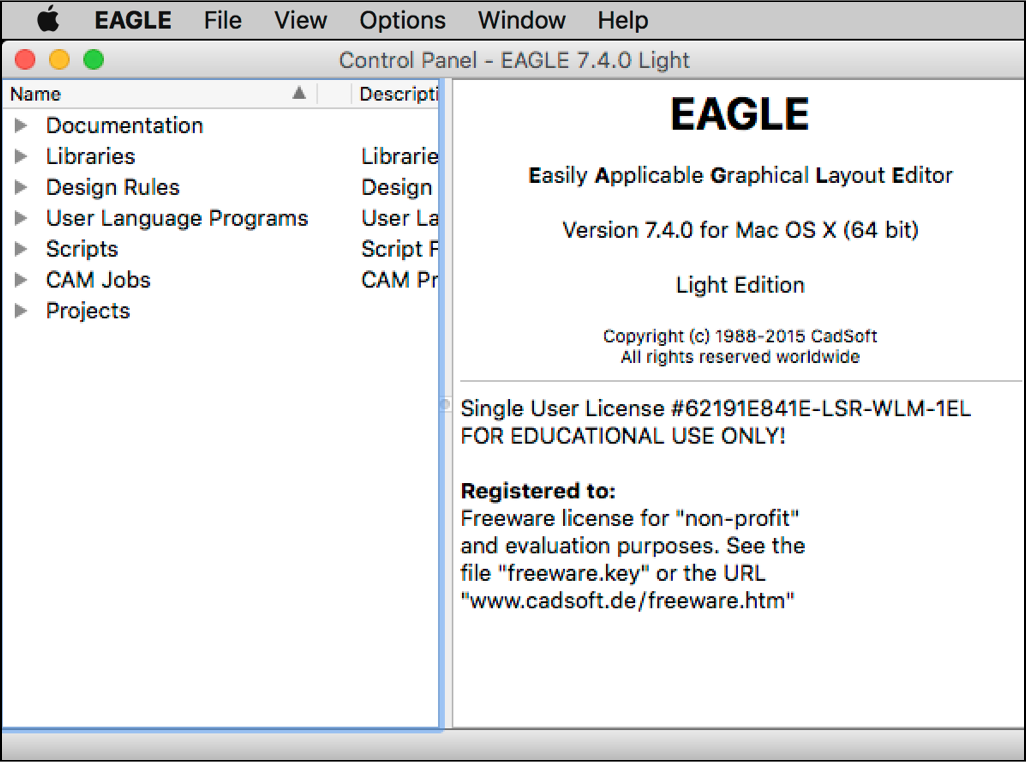 EAGLE File View Options Window Help
Control Panel - EAGLE 7.4.0 Light
Name Descripti
Documentation
Libraries Librarie
Design Rules Design
User Language Programs User La
Scripts Script F
CAM Jobs CAM Pr
Projects
EAGLE
Easily Applicable Graphical Layout Editor
Version 7.4.0 for Mac OS X (64 bit)
Light Edition
Copyright (c) 1988-2015 CadSoft
All rights reserved worldwide
Single User License #62191E841E-LSR-WLM-1EL
FOR EDUCATIONAL USE ONLY!
Registered to:
Freeware license for "non-profit"
and evaluation purposes. See the
file "freeware.key" or the URL
"www.cadsoft.de/freeware.htm"